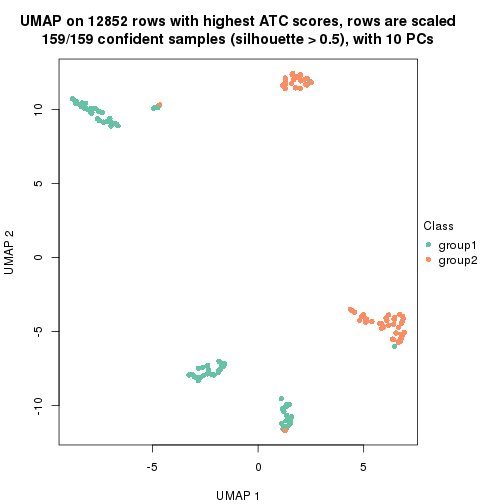 UMAP on 12852 rows with highest ATC scores, rows are scaled
159/159 confident samples (silhouette > 0.5), with 10 PCs
10
5
0
-5
-10
UMAP 2
Class
group1
group2
-5
0
5
UMAP 1